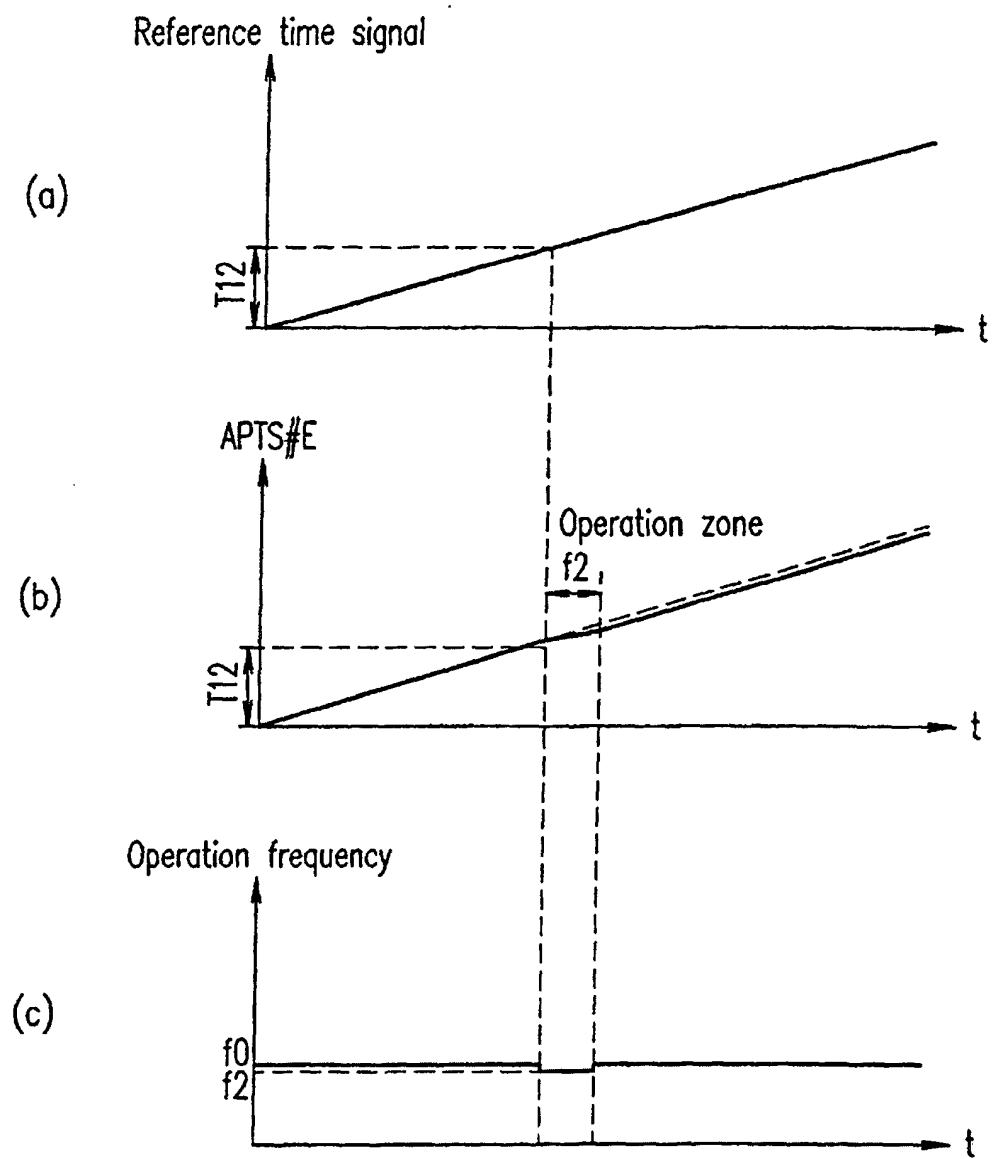 Reference time signal
(a)
T12
t
APTS#E
Operation zone
f2
(b)
T12
t
Operation frequency
(c)
f0
f2
t